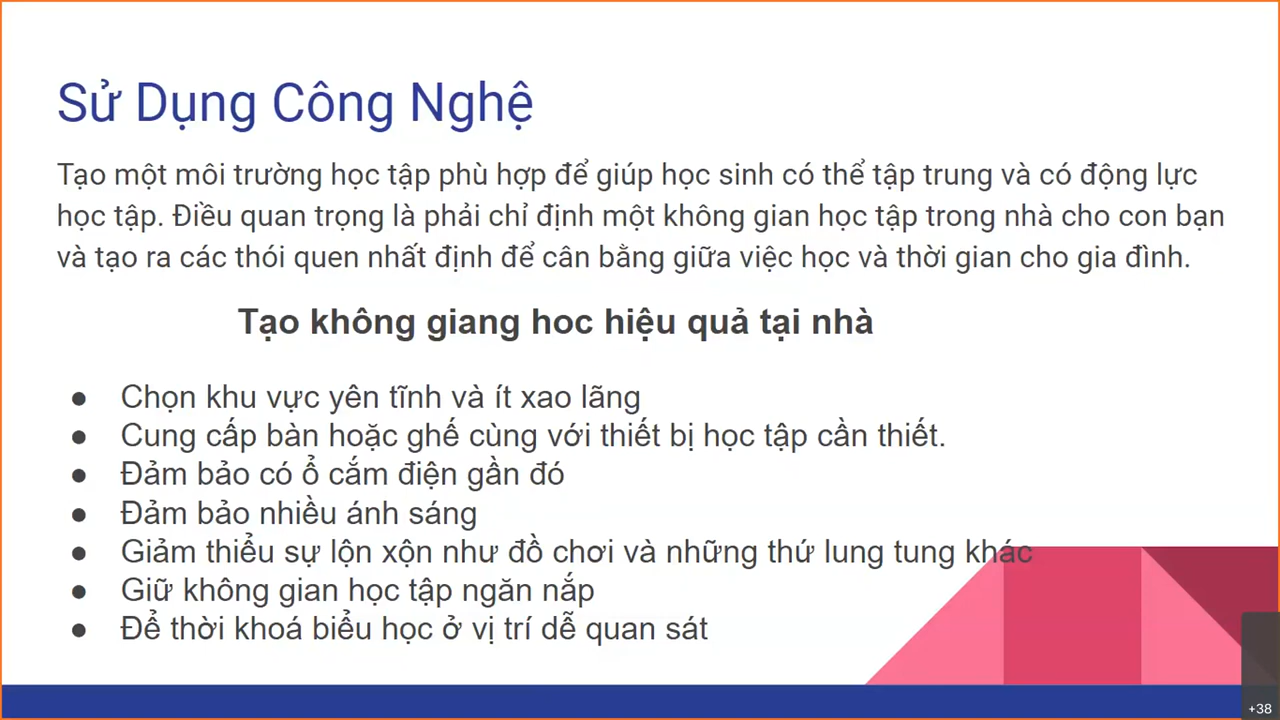 Sử Dụng Công Nghệ
Tạo một môi trường học tập phù hợp để giúp học sinh có thể tập trung và có động lực
học tập. Điều quan trọng là phải chỉ định một không gian học tập trong nhà cho con bạn
và tạo ra các thói quen nhất định để cân bằng giữa việc học và thời gian cho gia đình.
Tạo không giang hoc hiệu quả tại nhà
● Chọn khu vực yên tĩnh và ít xao lãng
● Cung cấp bàn hoặc ghế cùng với thiết bị học tập cần thiết.
● Đảm bảo có ổ cắm điện gần đó
● Đảm bảo nhiều ánh sáng
● Giảm thiểu sự lộn xộn như đồ chơi và những thứ lung tung khác
● Giữ không gian học tập ngăn nắp
● Để thời khoá biểu học ở vị trí dễ quan sát
+38